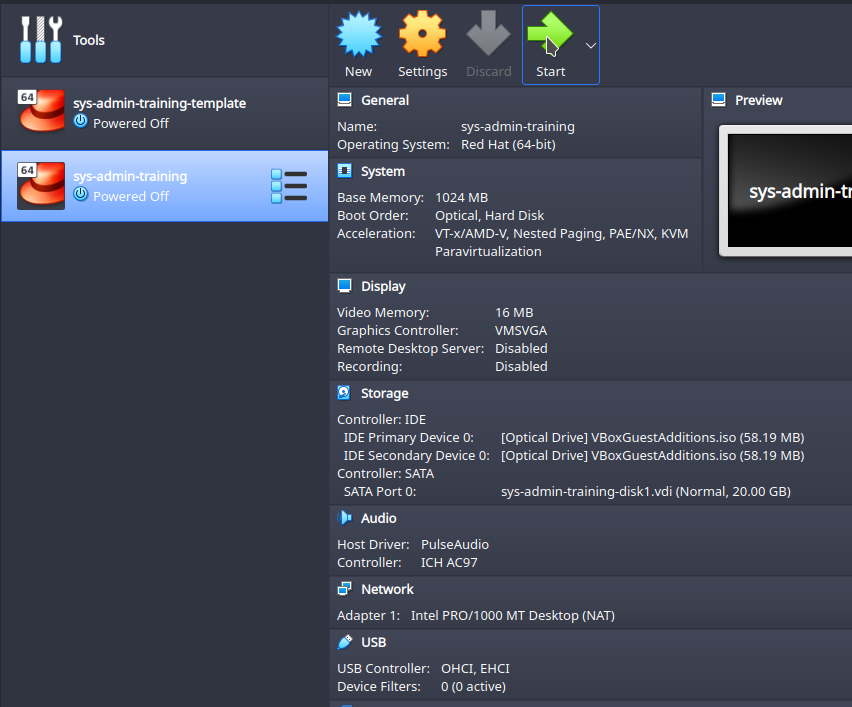 Tools
64
sys-admin-training-template
Powered Off
64
sys-admin-training
Powered Off
New
Settings
Discard
Start
General
Name: sys-admin-training
Operating System: Red Hat (64-bit)
System
Base Memory: 1024 MB
Boot Order: Optical, Hard Disk
Acceleration: VT-x/AMD-V, Nested Paging, PAE/NX, KVM
Paravirtualization
Preview
sys-admin-tr
Display
Video Memory: 16 MB
Graphics Controller: VMSVGA
Remote Desktop Server: Disabled
Recording: Disabled
Storage
Controller: IDE
IDE Primary Device 0: [Optical Drive] VBoxGuestAdditions.iso (58.19 MB)
IDE Secondary Device 0: [Optical Drive] VBoxGuestAdditions.iso (58.19 MB)
Controller: SATA
SATA Port 0: sys-admin-training-disk1.vdi (Normal, 20.00 GB)
Audio
Host Driver: PulseAudio
Controller: ICH AC97
Network
Adapter 1: Intel PRO/1000 MT Desktop (NAT)
USB
USB Controller: OHCI, EHCI
Device Filters: 0 (0 active)